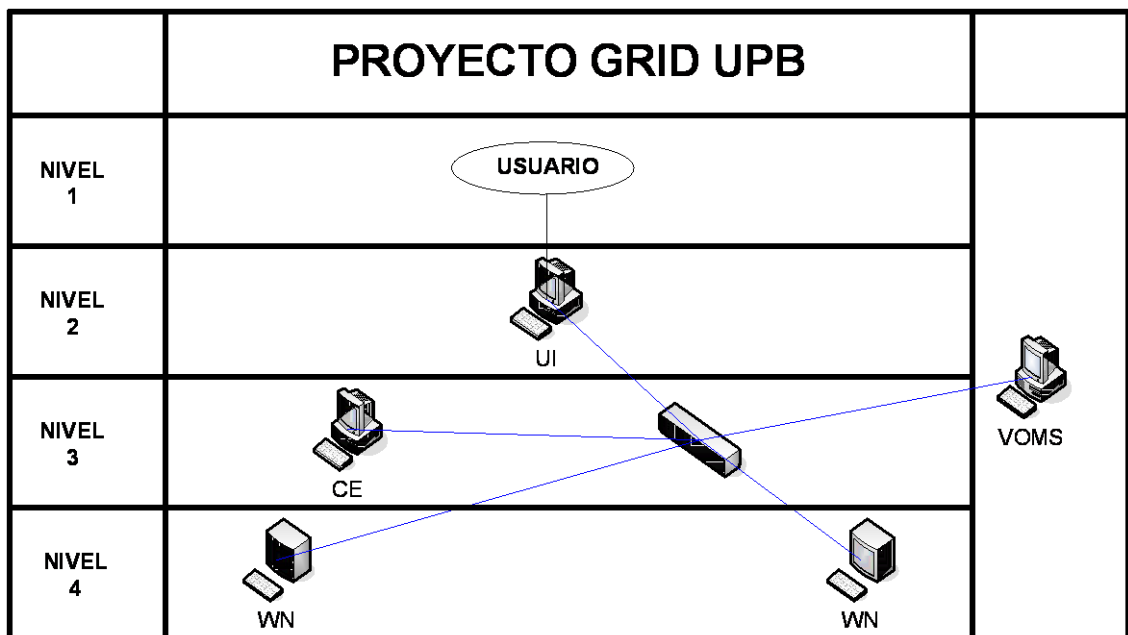 PROYECTO GRID UPB
NIVEL
1
USUARIO
NIVEL
2
UI
NIVEL
3
CE
VOMS
NIVEL
4
WN
WN